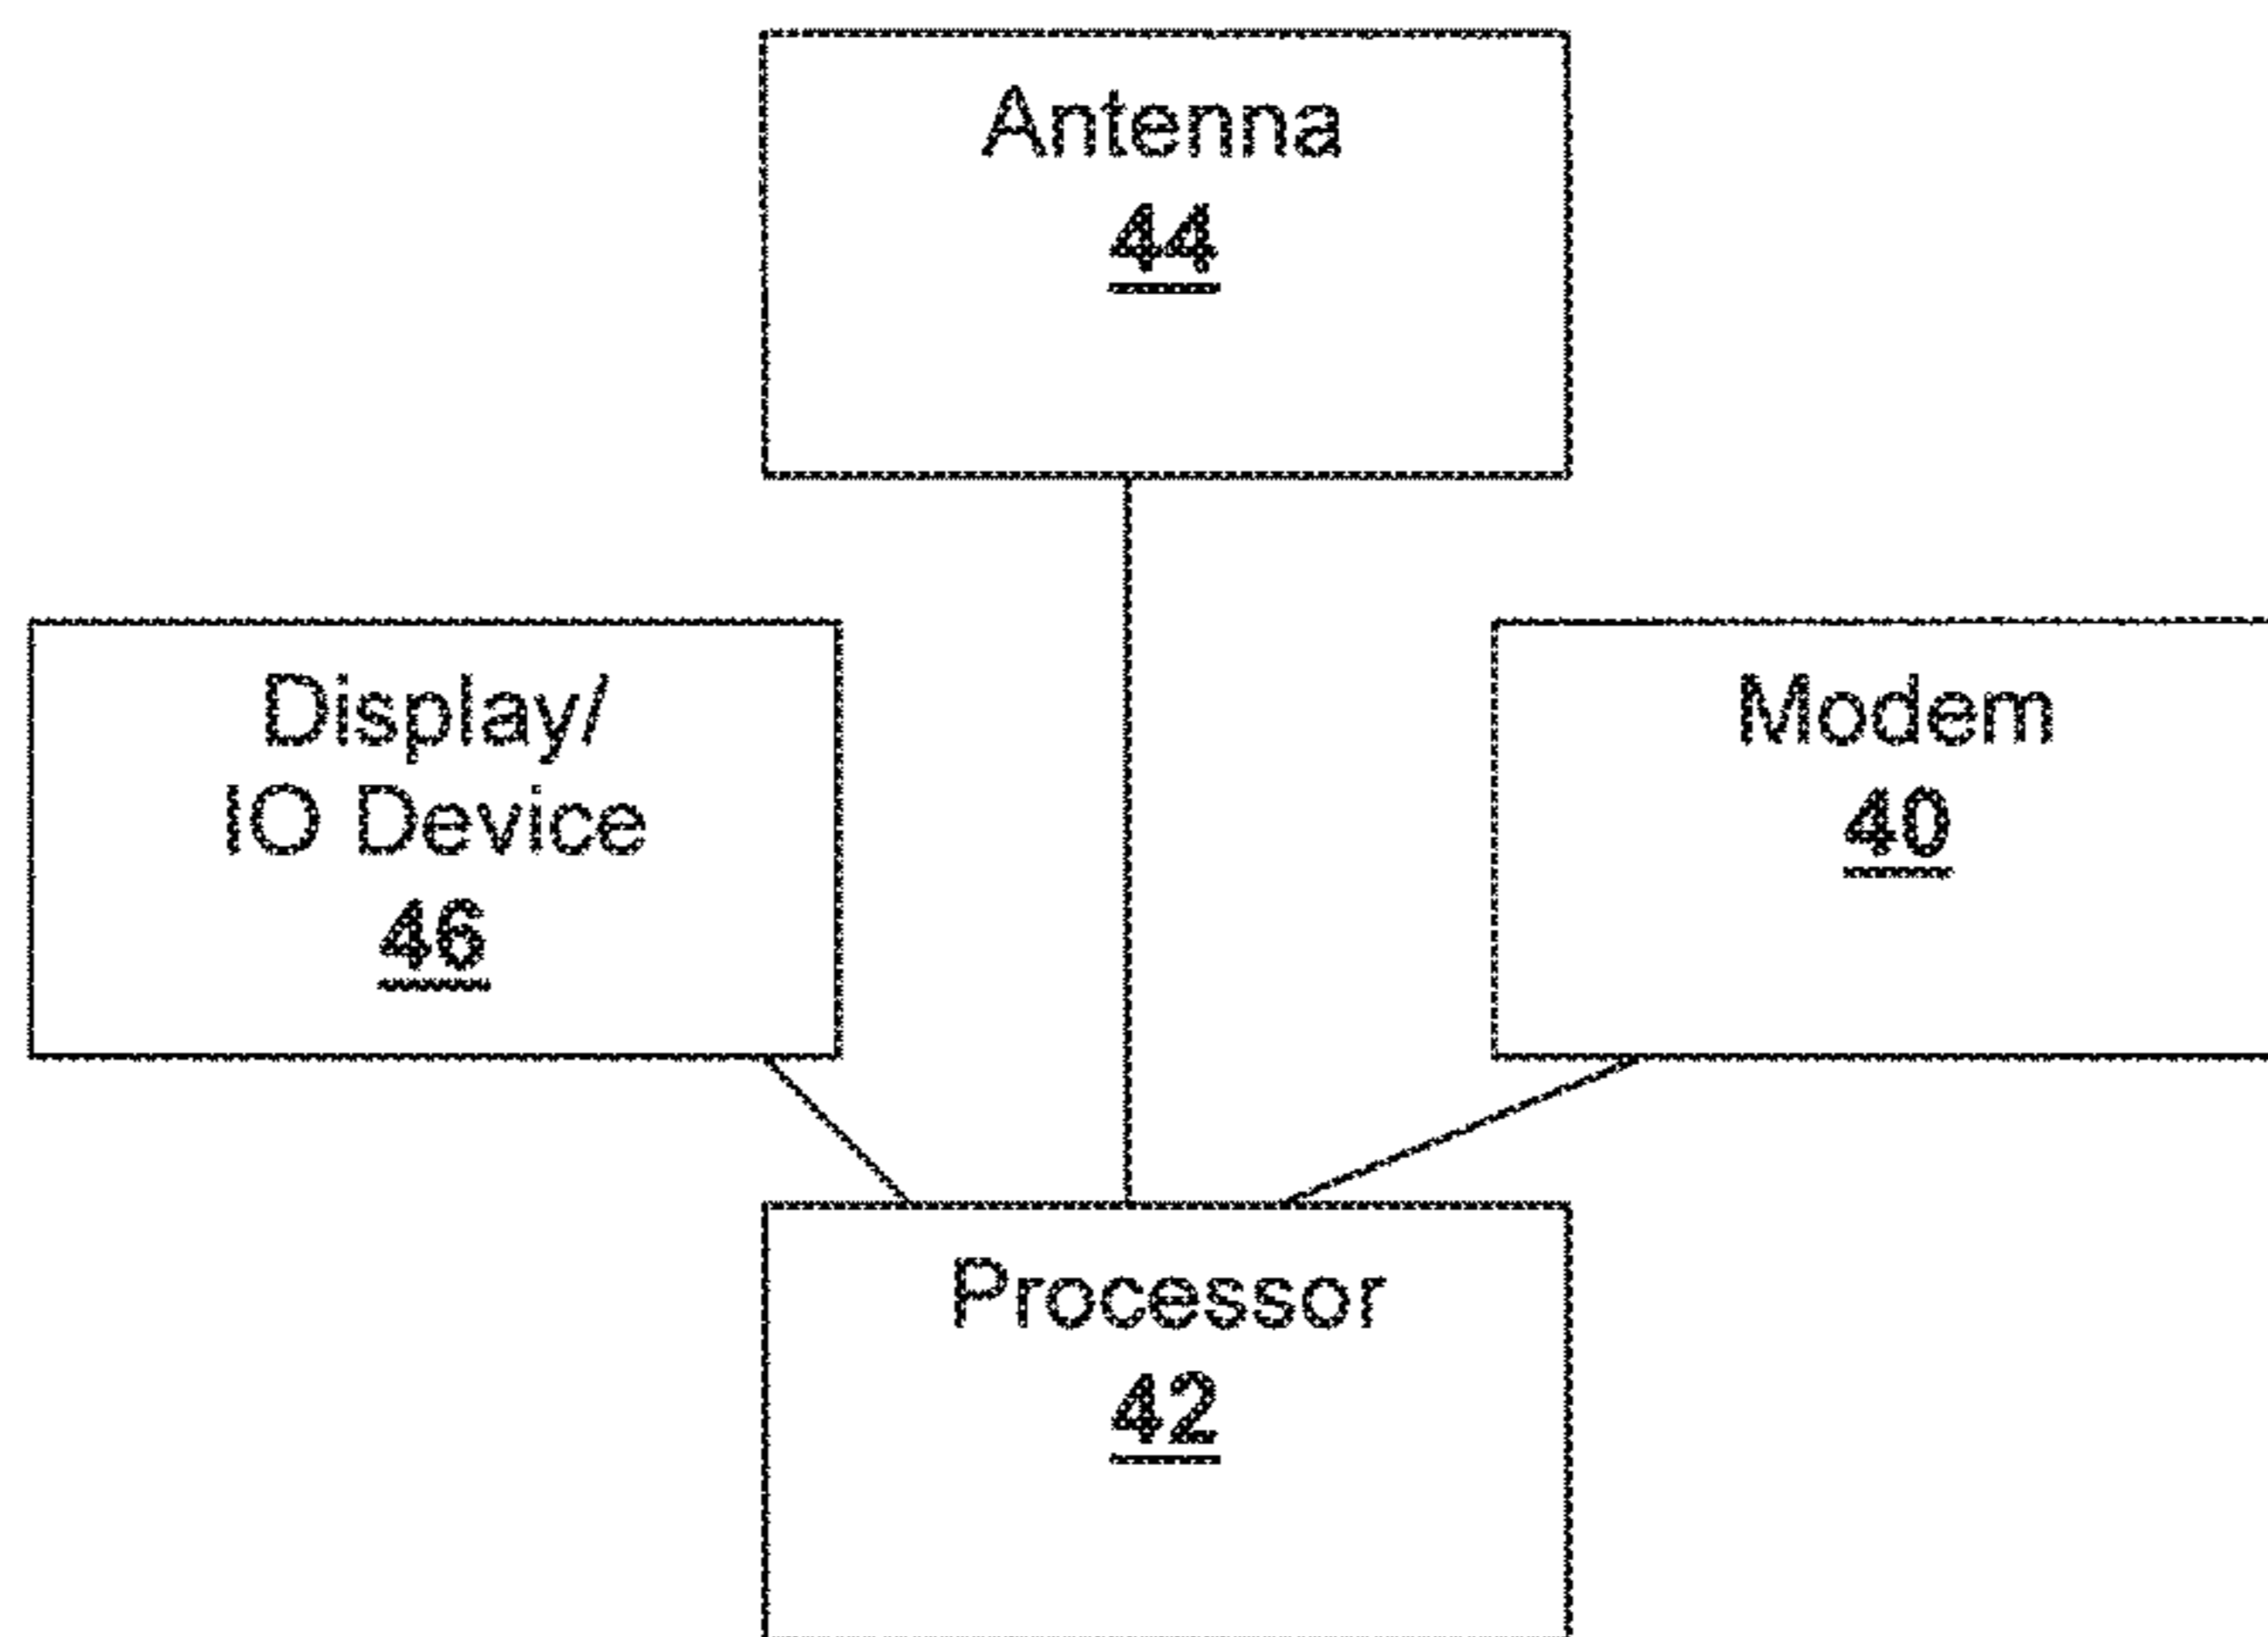 Antenna
44
Display/
IO Device
46
Modem
40
Processor
42